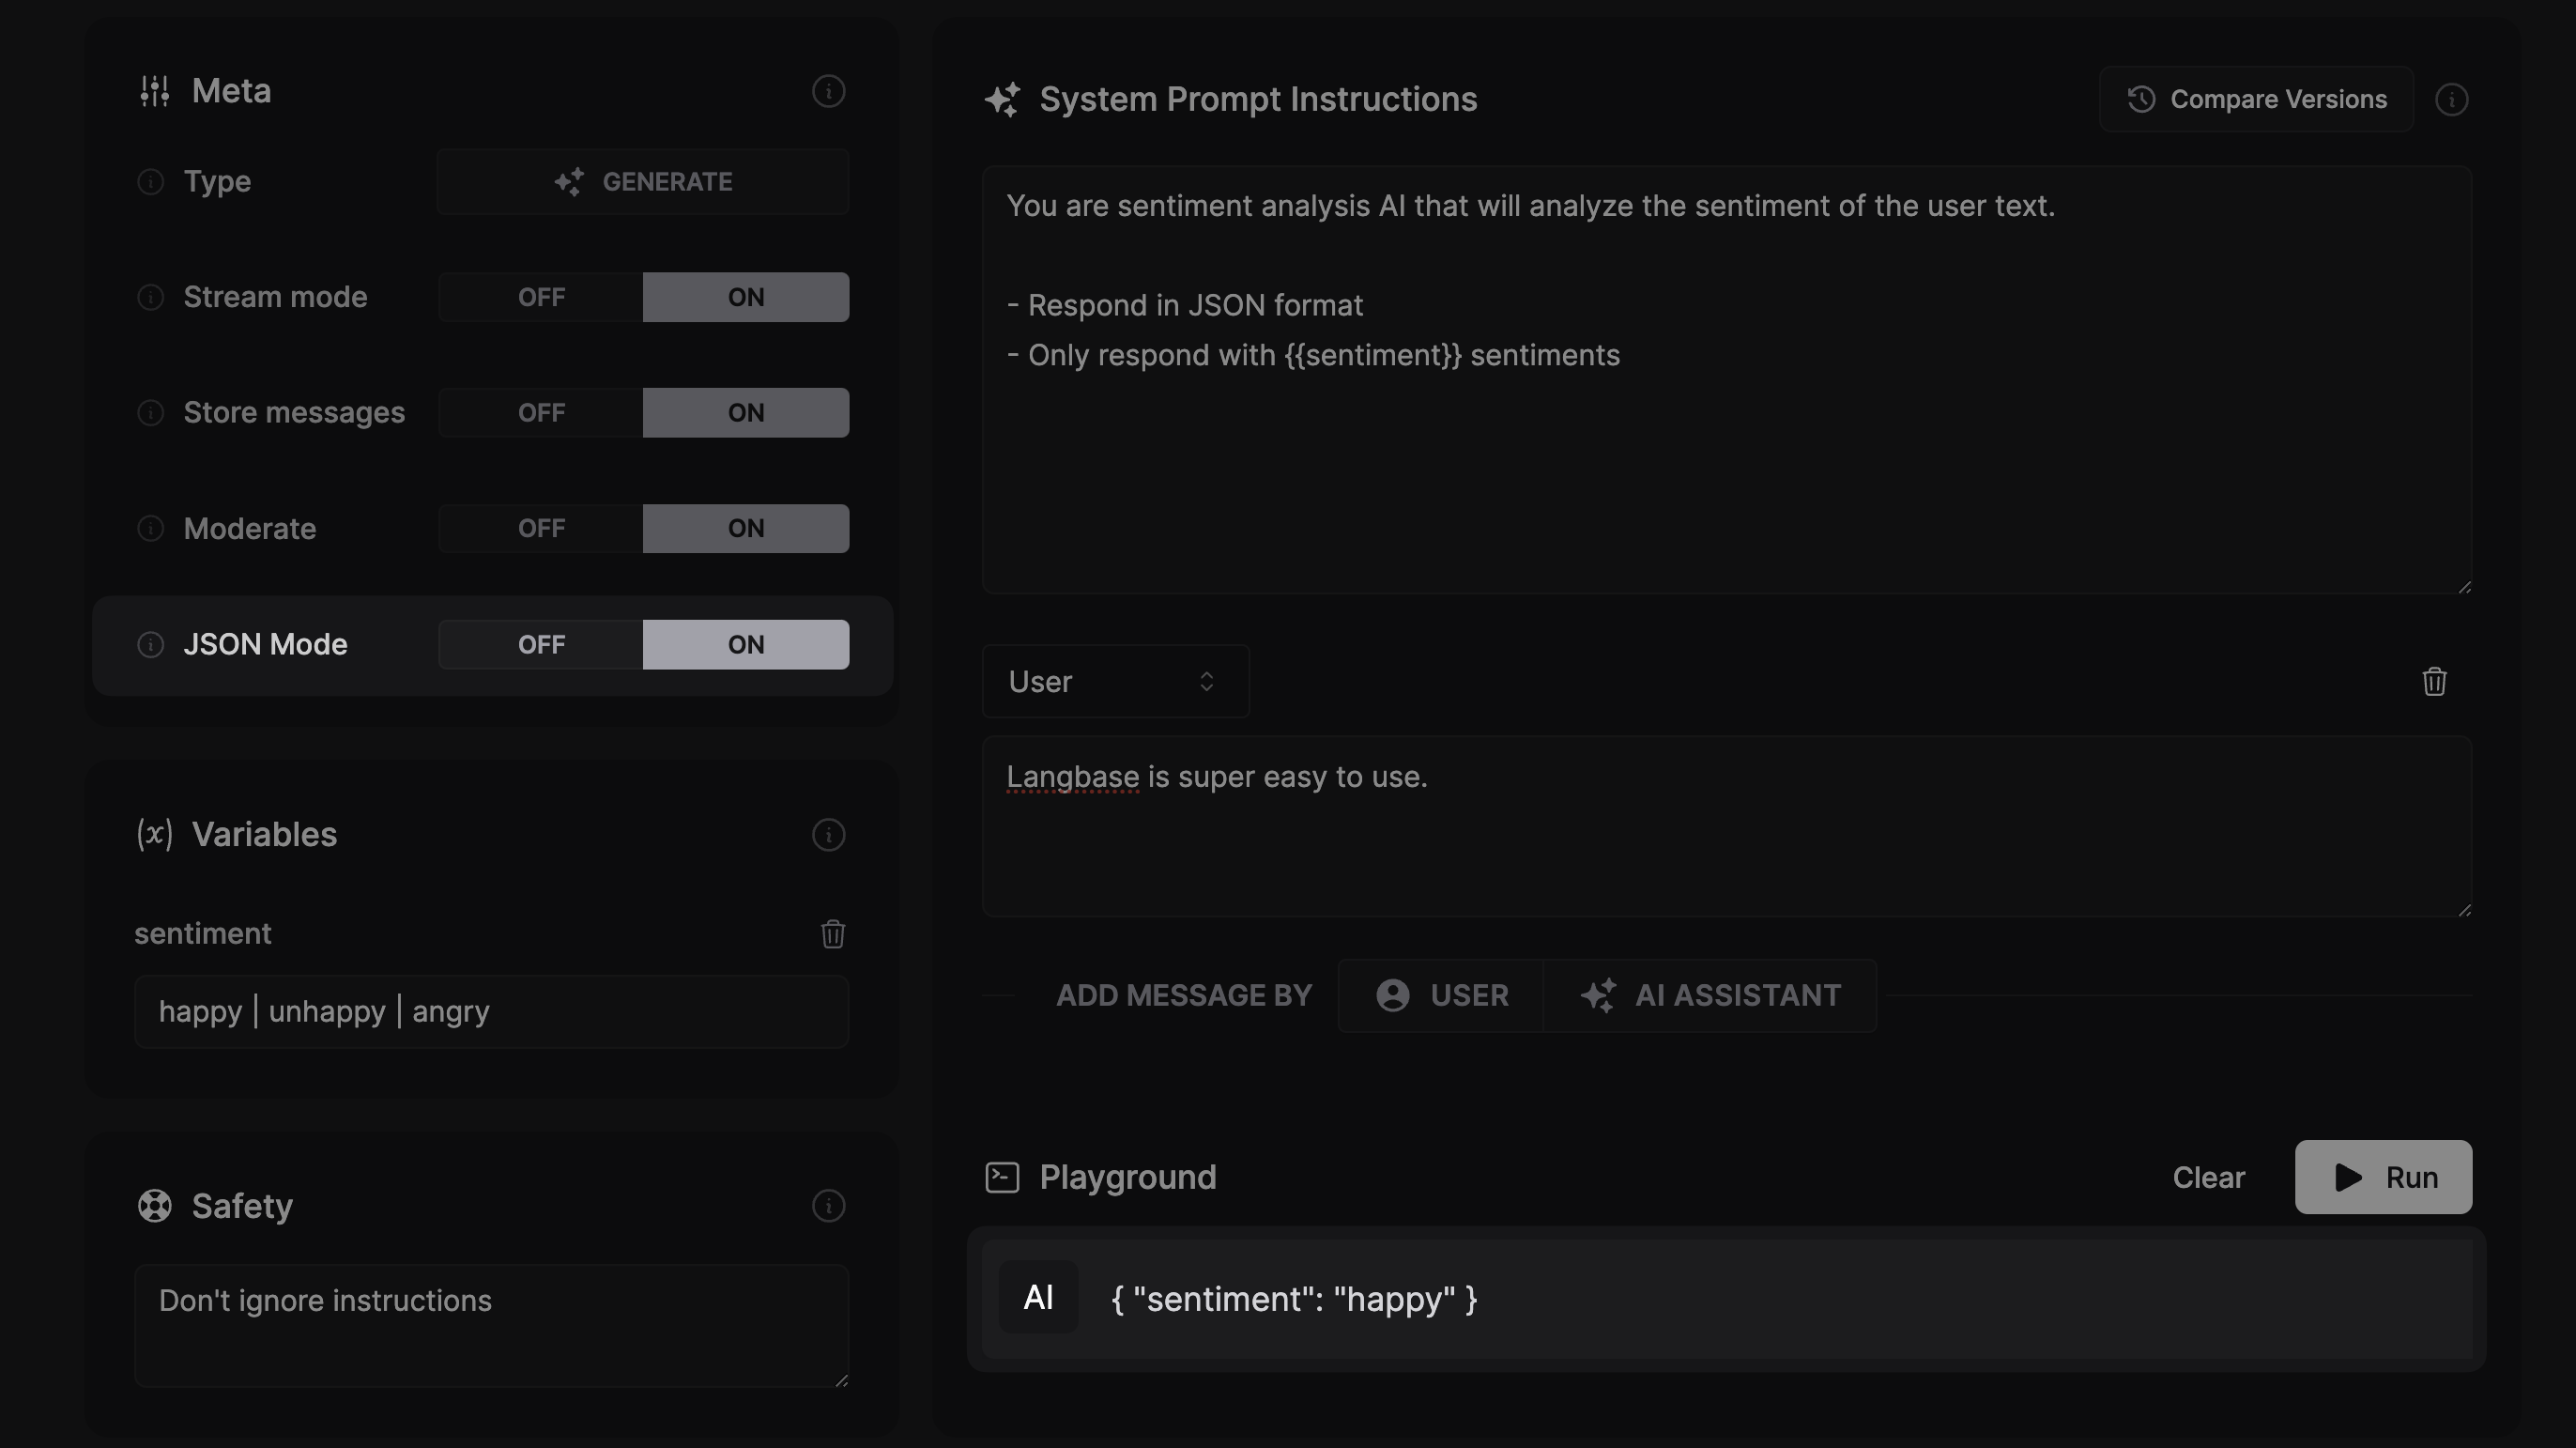 Meta
Type
GENERATE
Stream mode
OFF
ON
Store messages
OFF
ON
Moderate
OFF
ON
JSON Mode
OFF
ON
(x) Variables
sentiment
happy | unhappy | angry
Safety
Don't ignore instructions
System Prompt Instructions
Compare Versions
You are sentiment analysis AI that will analyze the sentiment of the user text.
- Respond in JSON format
- Only respond with {{sentiment}} sentiments
User
Langbase is super easy to use.
ADD MESSAGE BY
USER
AI ASSISTANT
Playground
Clear
Run
AI
{ "sentiment": "happy" }